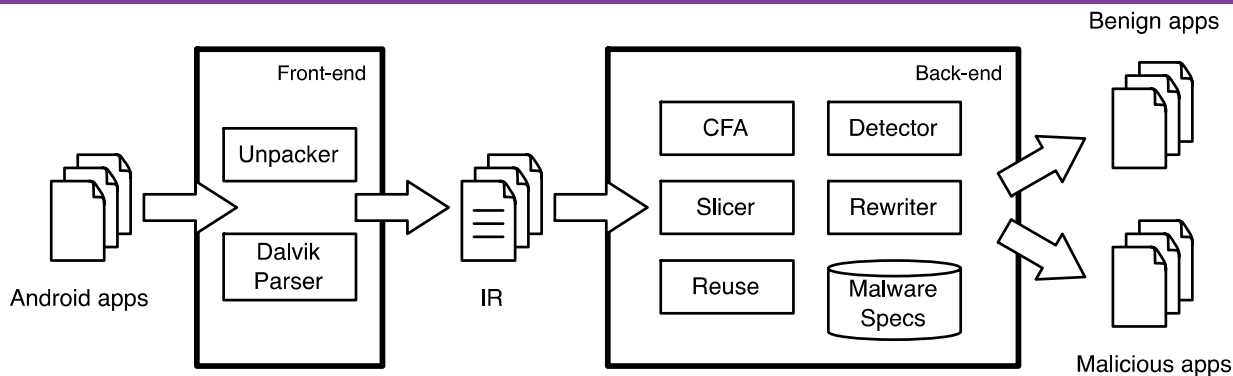 Benign apps
Front-end
Back-end
CFA
Detector
Unpacker
Slicer
Rewriter
Dalvik
Parser
Reuse
Malware
Specs
Android apps
IR
Malicious apps